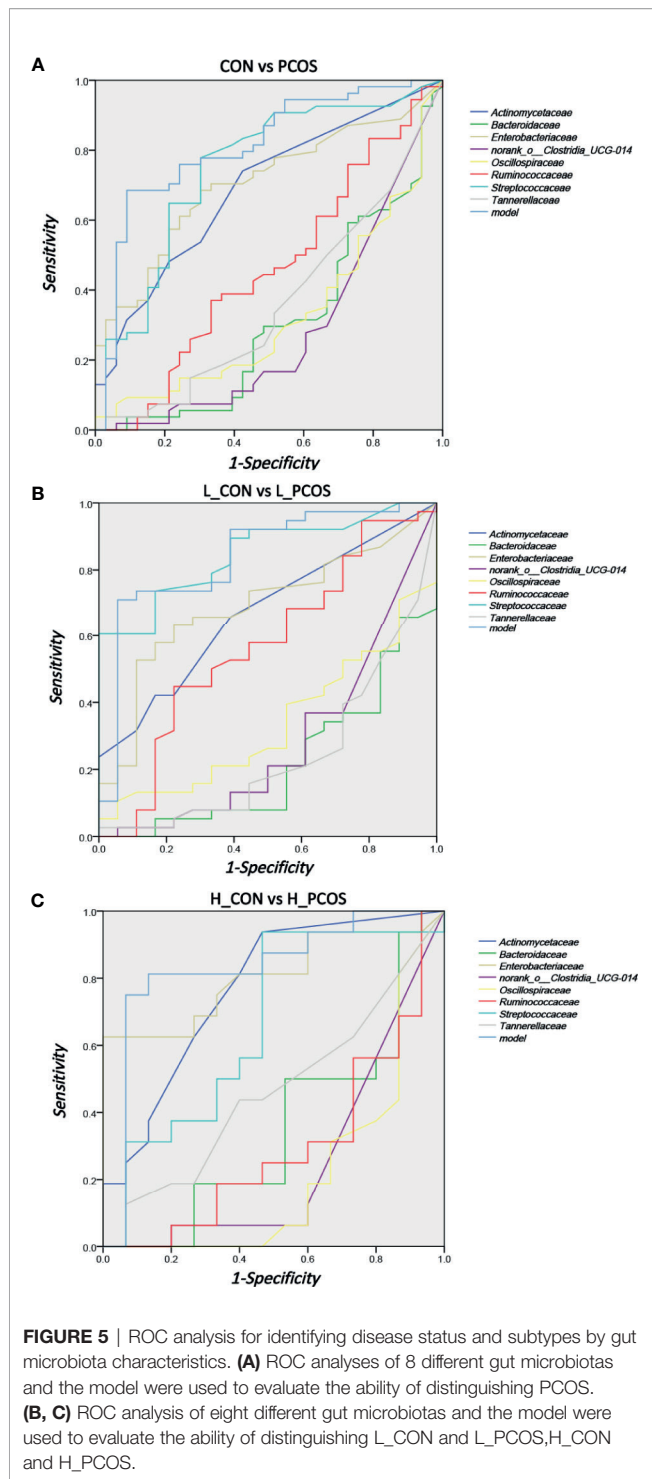 A
CON vs PCOS
1.0
0.8
0.6
0.4
0.2
0.0
Sensitivity
0.0 0.2 0.4 0.6 0.8 1.0
1-Specificity
Actinomycetaceae
Bacteroidaceae
Enterobacteriaceae
norank_o__Clostridia_UCG-014
Oscillospiraceae
Ruminococcaceae
Streptococcaceae
Tannerellaceae
model
B
L_CON vs L_PCOS
1.0
0.8
0.6
0.4
0.2
0.0
Sensitivity
0.0 0.2 0.4 0.6 0.8 1.0
1-Specificity
Actinomycetaceae
Bacteroidaceae
Enterobacteriaceae
norank_o__Clostridia_UCG-014
Oscillospiraceae
Ruminococcaceae
Streptococcaceae
Tannerellaceae
model
C
H_CON vs H_PCOS
1.0
0.8
0.6
0.4
0.2
0.0
Sensitivity
0.0 0.2 0.4 0.6 0.8 1.0
1-Specificity
Actinomycetaceae
Bacteroidaceae
Enterobacteriaceae
norank_o__Clostridia_UCG-014
Oscillospiraceae
Ruminococcaceae
Streptococcaceae
Tannerellaceae
model
FIGURE 5 | ROC analysis for identifying disease status and subtypes by gut
microbiota characteristics. (A) ROC analyses of 8 different gut microbiotas
and the model were used to evaluate the ability of distinguishing PCOS.
(B, C) ROC analysis of eight different gut microbiotas and the model were
used to evaluate the ability of distinguishing L_CON and L_PCOS,H_CON
and H_PCOS.